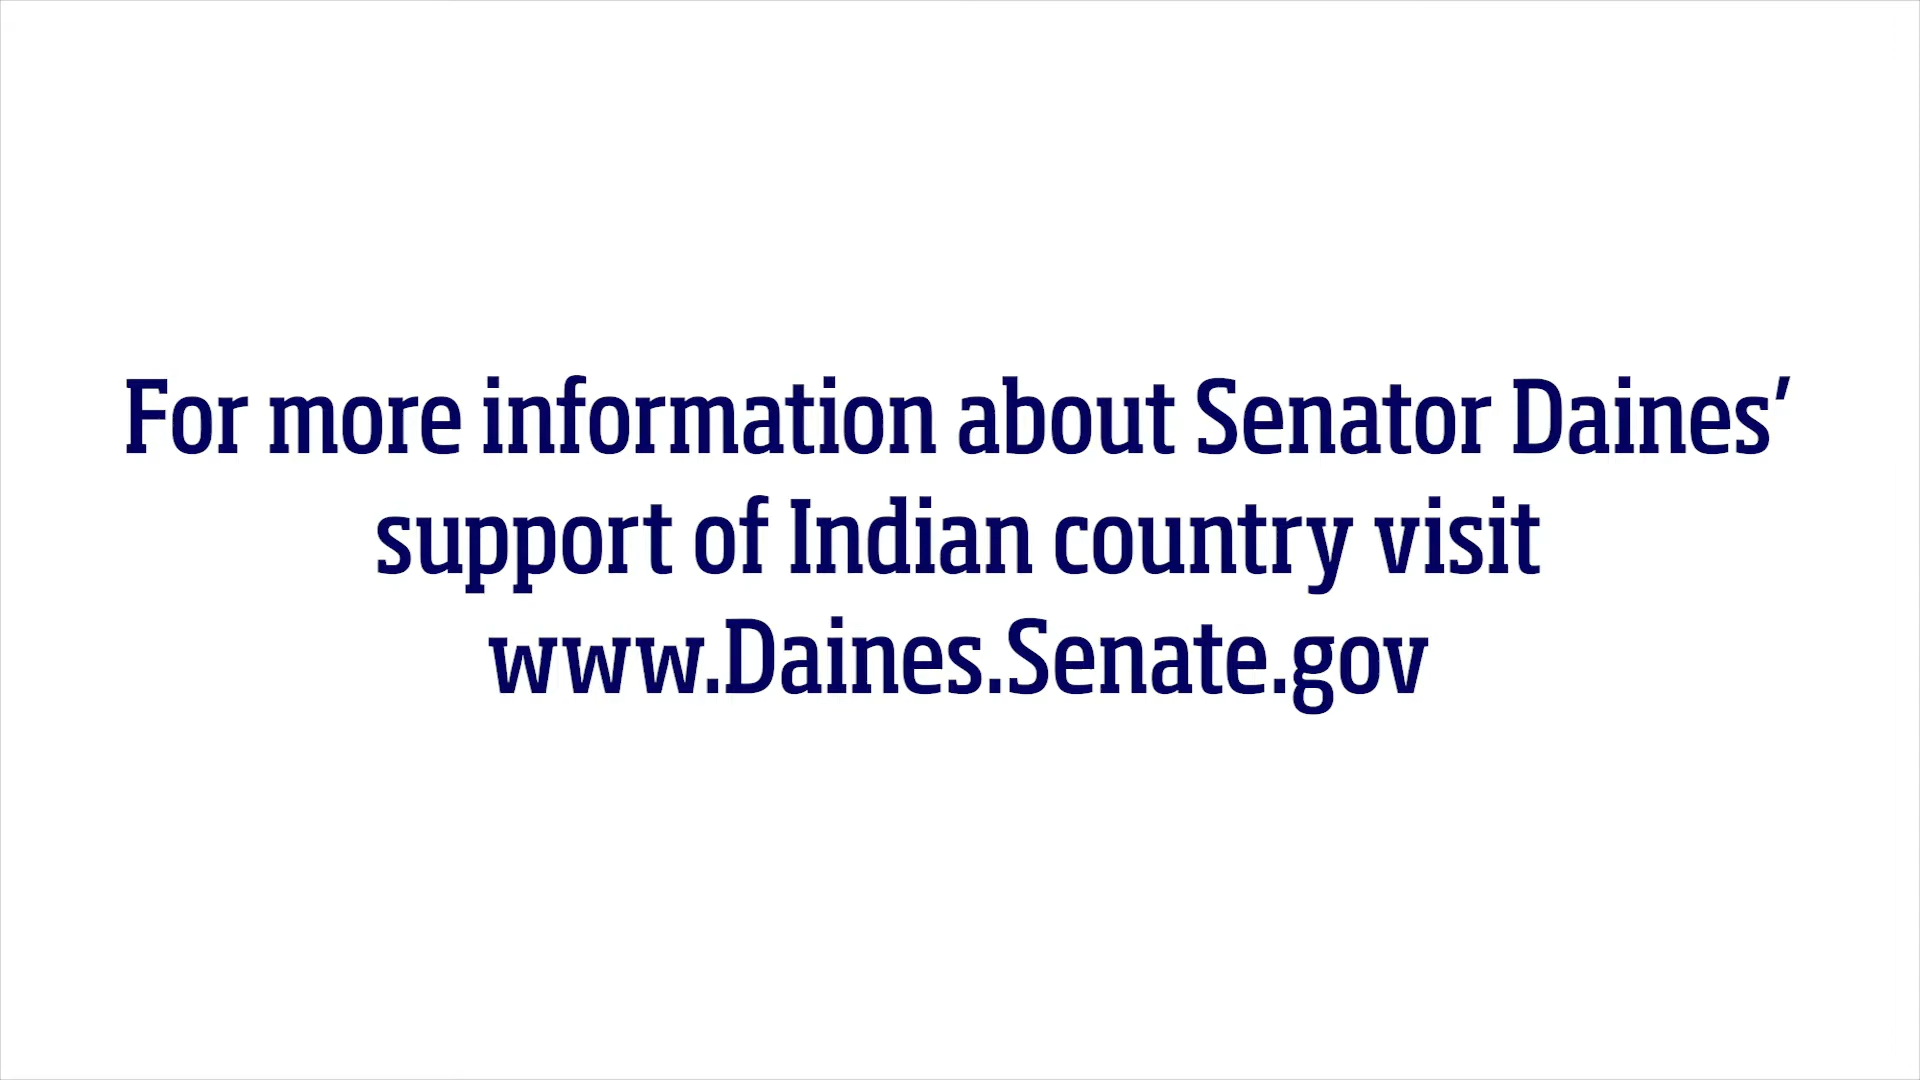 For more information about Senator Daines’
support of Indian country visit
www.Daines.Senate.gov